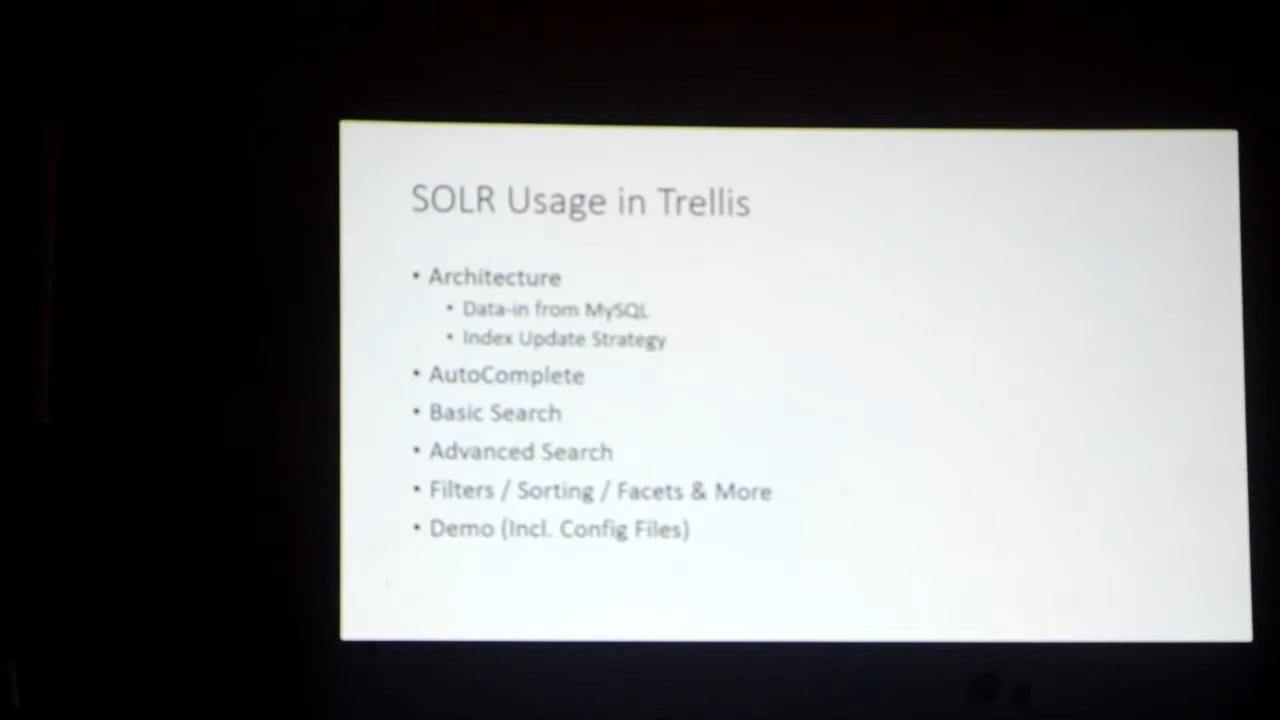 SOLR Usage in Trellis
• Architecture
• Data-in from MySQL
• Index Update Strategy
• AutoComplete
• Basic Search
• Advanced Search
• Filters / Sorting / Facets & More
• Demo (Incl. Config Files)